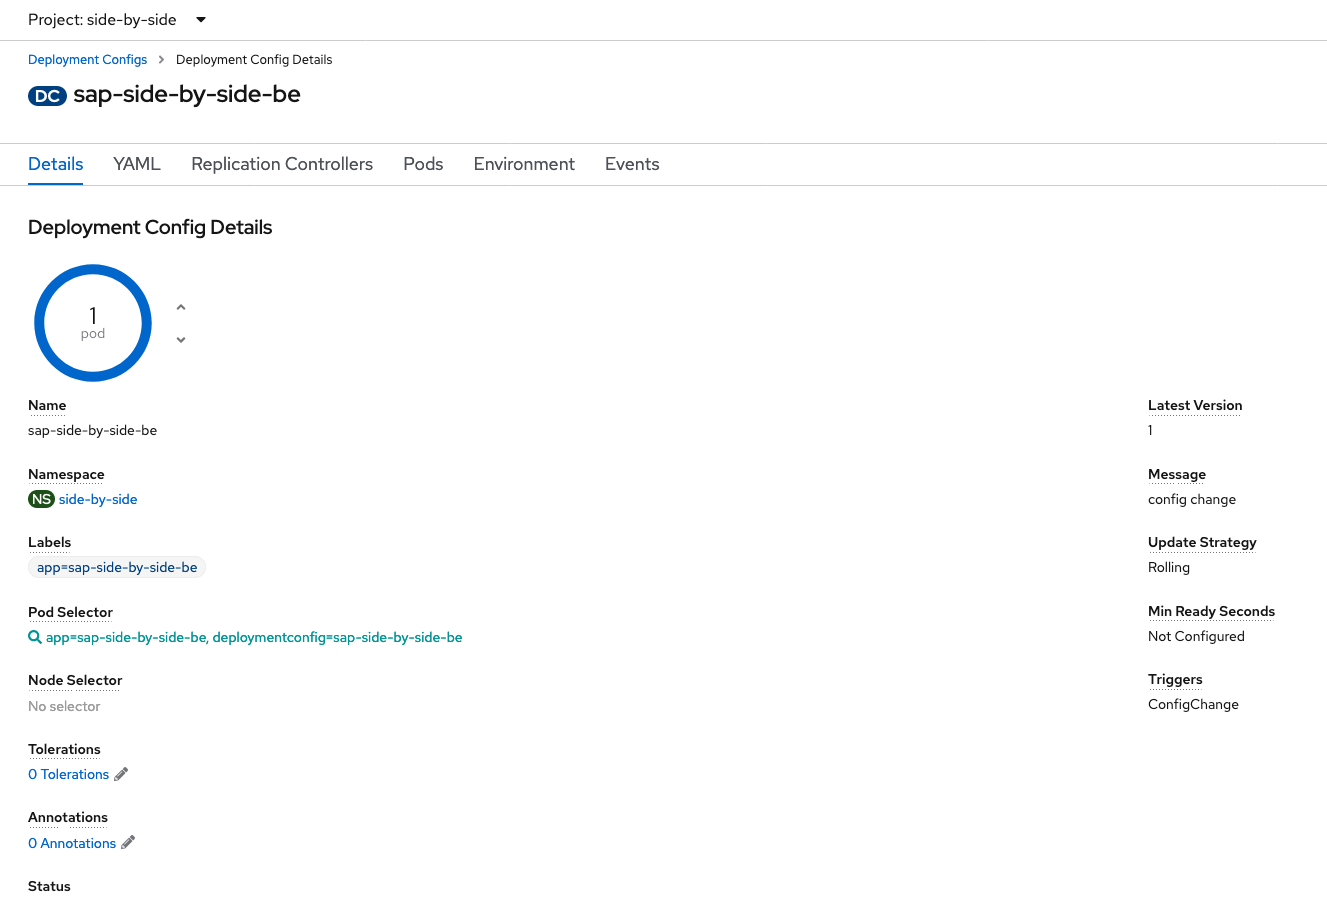 Project: side-by-side
Deployment Configs > Deployment Config Details
DC sap-side-by-side-be
Details YAML Replication Controllers Pods Environment Events
Deployment Config Details
1
pod
Name
sap-side-by-side-be
Namespace
NS side-by-side
Labels
app=sap-side-by-side-be
Pod Selector
app=sap-side-by-side-be, deploymentconfig=sap-side-by-side-be
Node Selector
No selector
Tolerations
0 Tolerations
Annotations
0 Annotations
Status
Latest Version
1
Message
config change
Update Strategy
Rolling
Min Ready Seconds
Not Configured
Triggers
ConfigChange